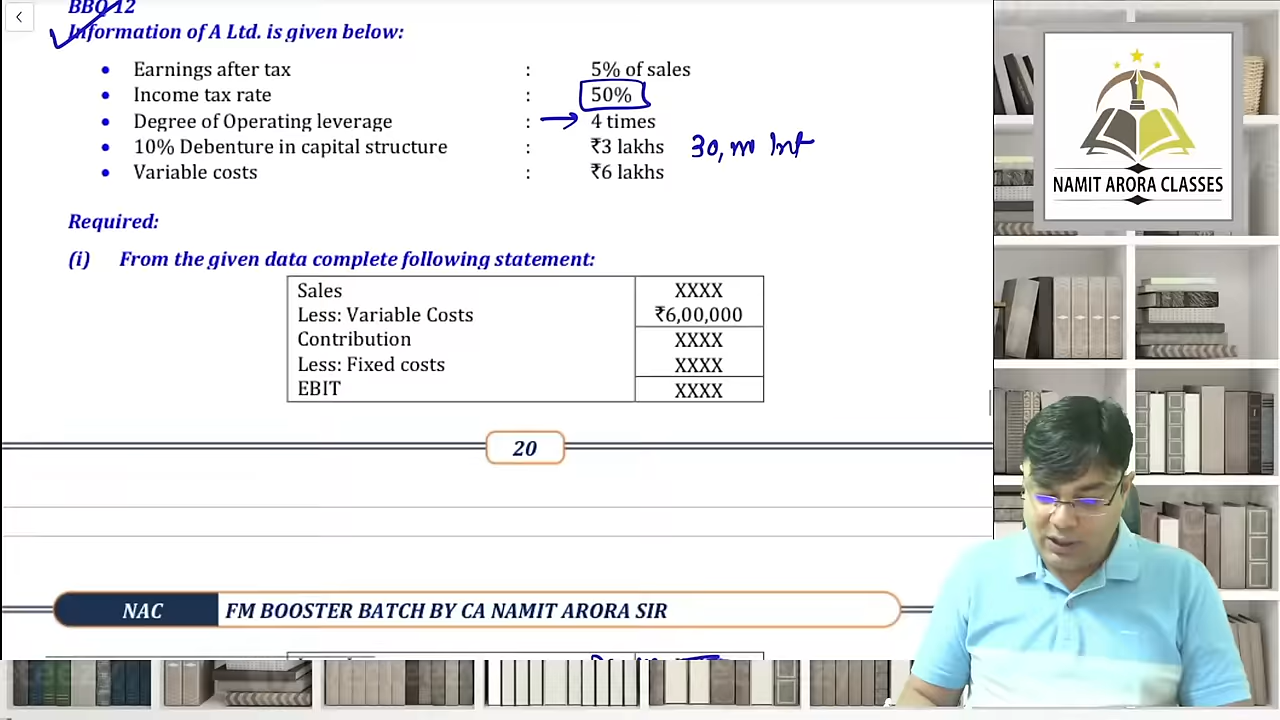 BBQ 12
Information of A Ltd. is given below:
• Earnings after tax : 5% of sales
• Income tax rate : 50%
• Degree of Operating leverage : 4 times
• 10% Debenture in capital structure : ₹3 lakhs 30,m Int
• Variable costs : ₹6 lakhs
Required:
(i) From the given data complete following statement:
Sales XXXX
Less: Variable Costs ₹6,00,000
Contribution XXXX
Less: Fixed costs XXXX
EBIT XXXX
20
NAC FM BOOSTER BATCH BY CA NAMIT ARORA SIR
NAMIT ARORA CLASSES